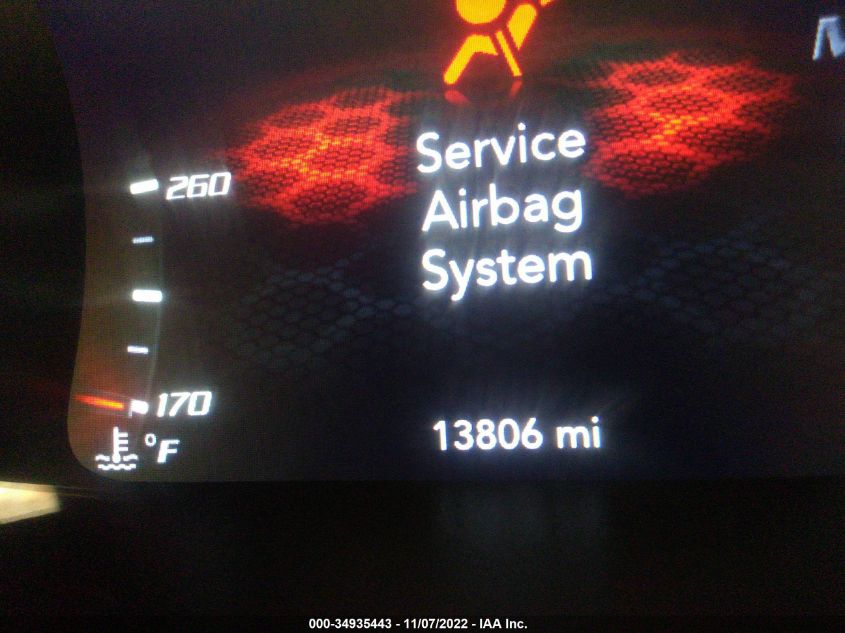 260
Service
Airbag
System
170
°F
13806 mi
000-34935443 - 11/07/2022 - IAA Inc.